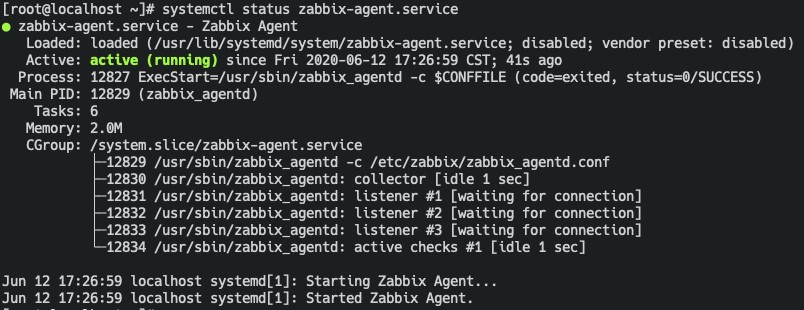 [root@localhost ~]# systemctl status zabbix-agent.service
● zabbix-agent.service - Zabbix Agent
   Loaded: loaded (/usr/lib/systemd/system/zabbix-agent.service; disabled; vendor preset: disabled)
   Active: active (running) since Fri 2020-06-12 17:26:59 CST; 41s ago
  Process: 12827 ExecStart=/usr/sbin/zabbix_agentd -c $CONFFILE (code=exited, status=0/SUCCESS)
 Main PID: 12829 (zabbix_agentd)
    Tasks: 6
   Memory: 2.0M
   CGroup: /system.slice/zabbix-agent.service
           ├─12829 /usr/sbin/zabbix_agentd -c /etc/zabbix/zabbix_agentd.conf
           ├─12830 /usr/sbin/zabbix_agentd: collector [idle 1 sec]
           ├─12831 /usr/sbin/zabbix_agentd: listener #1 [waiting for connection]
           ├─12832 /usr/sbin/zabbix_agentd: listener #2 [waiting for connection]
           ├─12833 /usr/sbin/zabbix_agentd: listener #3 [waiting for connection]
           └─12834 /usr/sbin/zabbix_agentd: active checks #1 [idle 1 sec]

Jun 12 17:26:59 localhost systemd[1]: Starting Zabbix Agent...
Jun 12 17:26:59 localhost systemd[1]: Started Zabbix Agent.